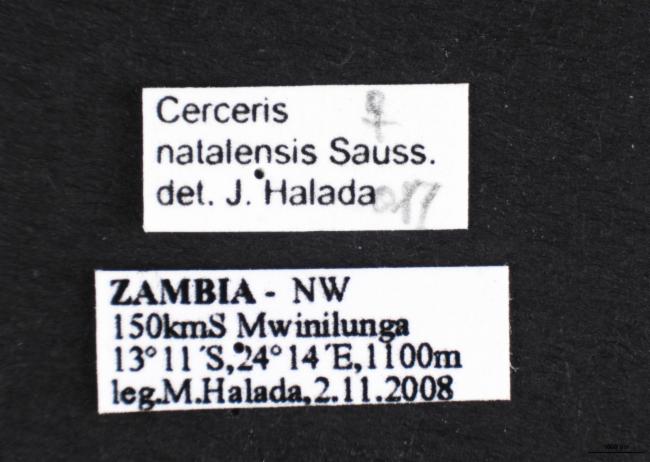 Cerceris ♀
natalensis Sauss.
det. J. Halada
ZAMBIA - NW
150kmS Mwinilunga
13°11´S,24°14´E,1100m
leg.M.Halada,2.11.2008